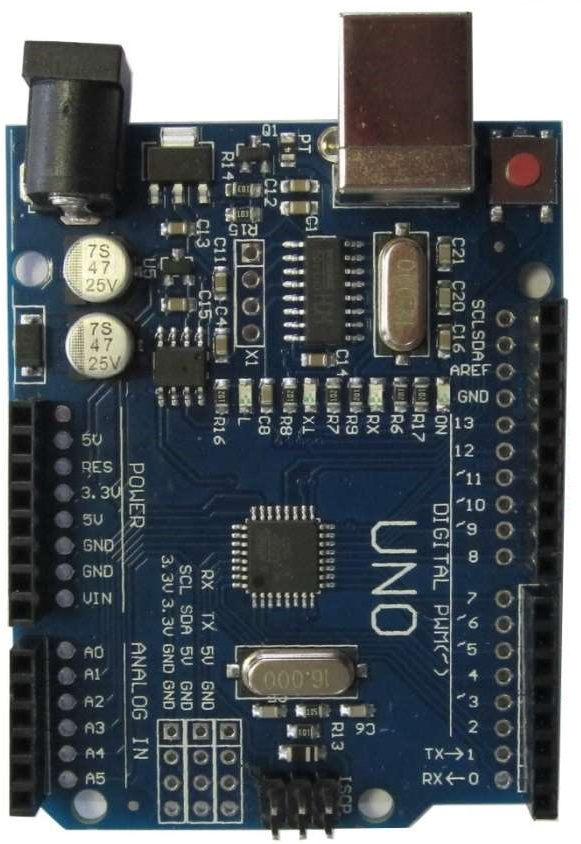 Q1
PT
R14
C12
R15
C1
C13
7S
47
25V
U5
C11
C21
C20
C16
7S
47
25V
C15
C4
X1
C14
SCL
SDA
AREF
GND
13
12
~11
~10
~9
8
R16
L
C8
R8
TX
R7
R9
RX
R6
R17
ON
5V
RES
3.3V
5V
GND
GND
VIN
POWER
UNO
DIGITAL PWM(~)
7
~6
~5
4
~3
2
TX→1
RX←0
RX TX 5V GND
SCL SDA 5V GND
3.3V 3.3V GND GND
A0
A1
A2
A3
A4
A5
ANALOG IN
16.000
R13
C6
ISCP